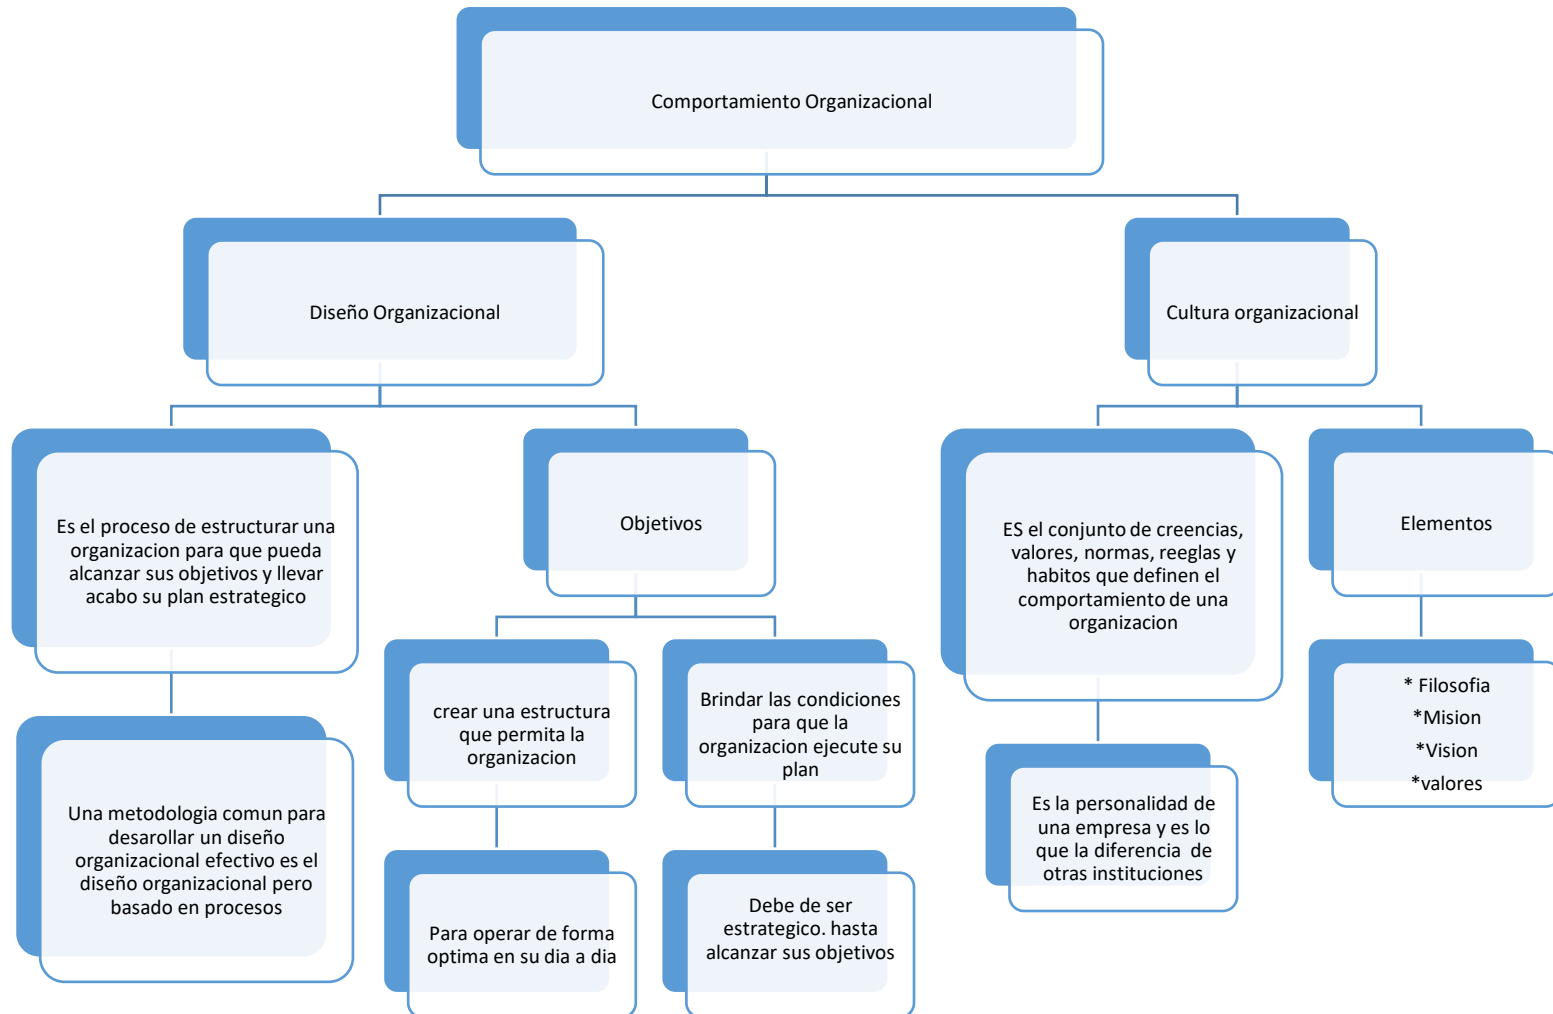 Comportamiento Organizacional
Diseño Organizacional
Cultura organizacional
Es el proceso de estructurar una
organizacion para que pueda
alcanzar sus objetivos y llevar
acabo su plan estrategico
Objetivos
ES el conjunto de creencias,
valores, normas, reeglas y
habitos que definen el
comportamiento de una
organizacion
Elementos
Una metodologia comun para
desarollar un diseño
organizacional efectivo es el
diseño organizacional pero
basado en procesos
crear una estructura
que permita la
organizacion
Brindar las condiciones
para que la
organizacion ejecute su
plan
Es la personalidad de
una empresa y es lo
que la diferencia de
otras instituciones
* Filosofia
*Mision
*Vision
*valores
Para operar de forma
optima en su dia a dia
Debe de ser
estrategico. hasta
alcanzar sus objetivos